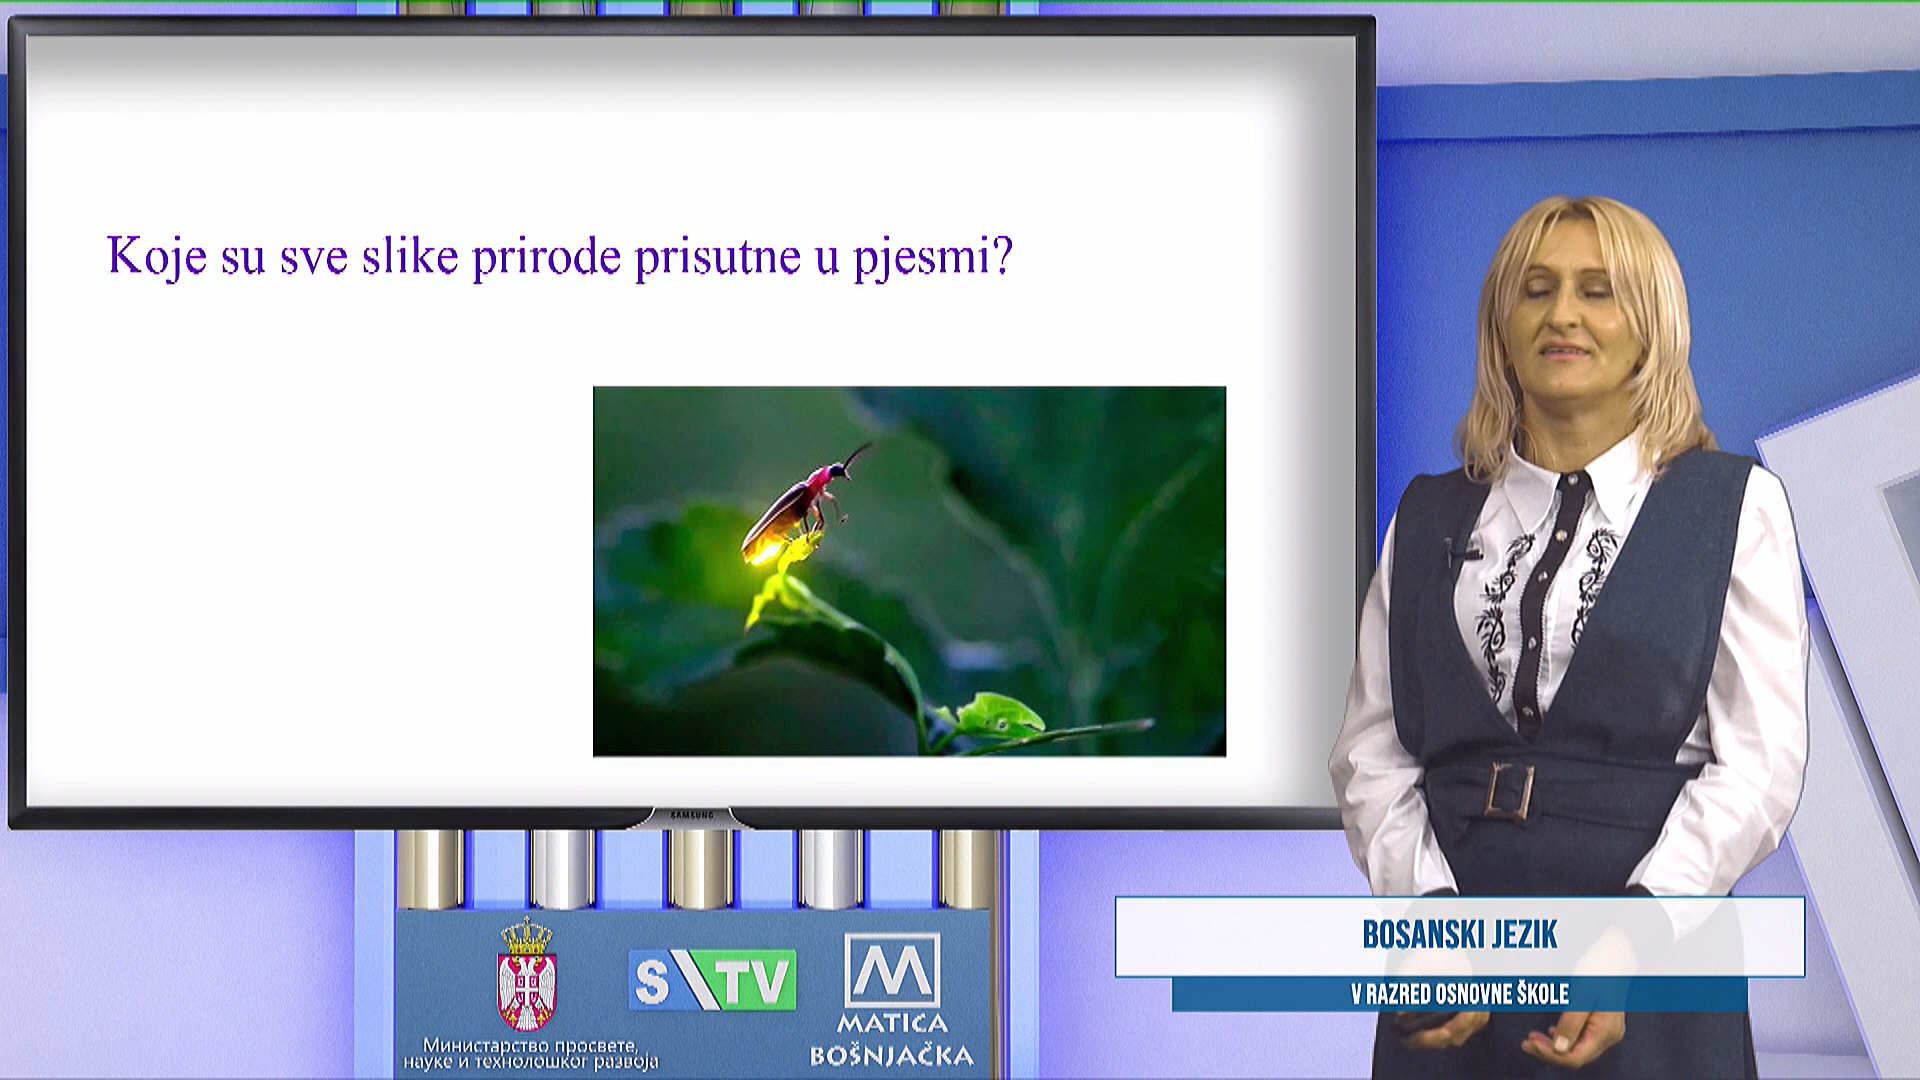 Koje su sve slike prirode prisutne u pjesmi?
SAMSUNG
BOSANSKI JEZIK
V RAZRED OSNOVNE ŠKOLE
S TV
MATICA
BOŠNJAČKA
Министарство просвете,
науке и технолошког развоја